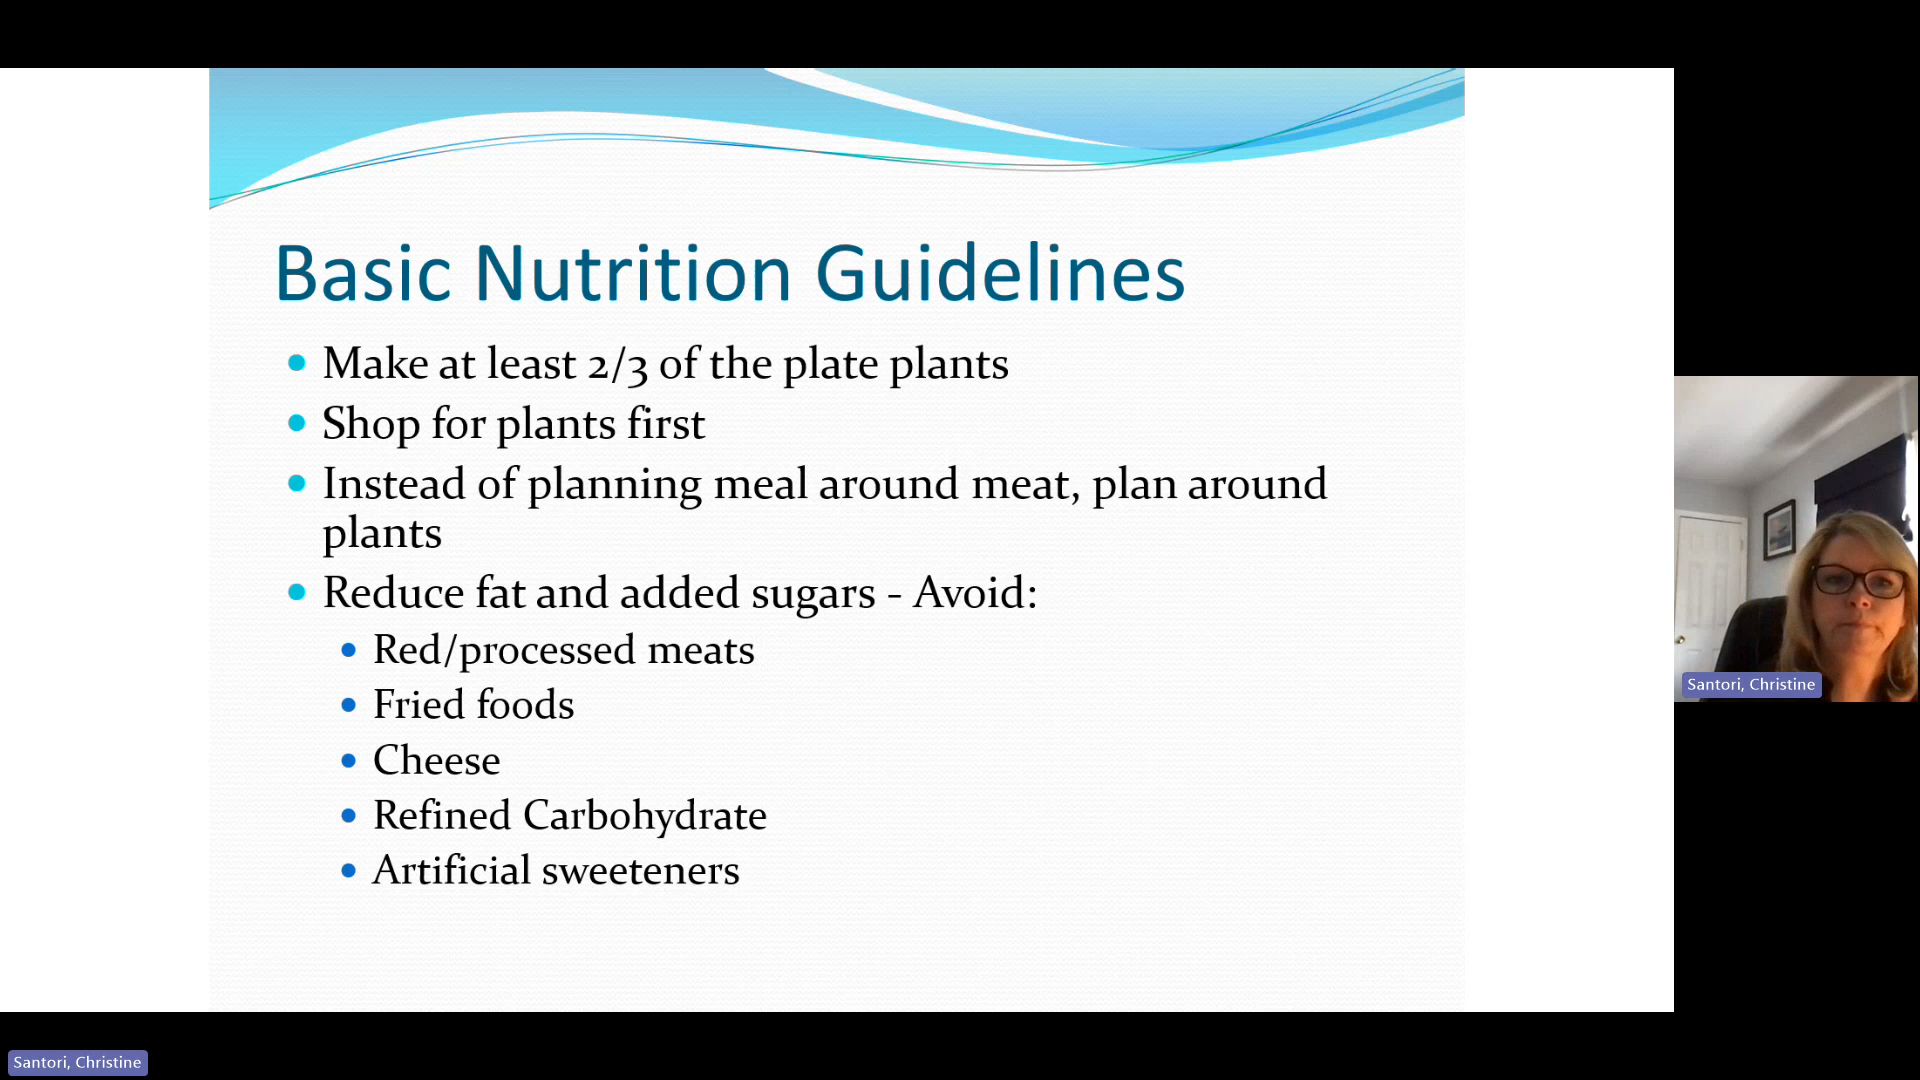 Basic Nutrition Guidelines
Make at least 2/3 of the plate plants
Shop for plants first
Instead of planning meal around meat, plan around
plants
Reduce fat and added sugars - Avoid:
Red/processed meats
Fried foods
Cheese
Refined Carbohydrate
Artificial sweeteners
Santori, Christine
Santori, Christine